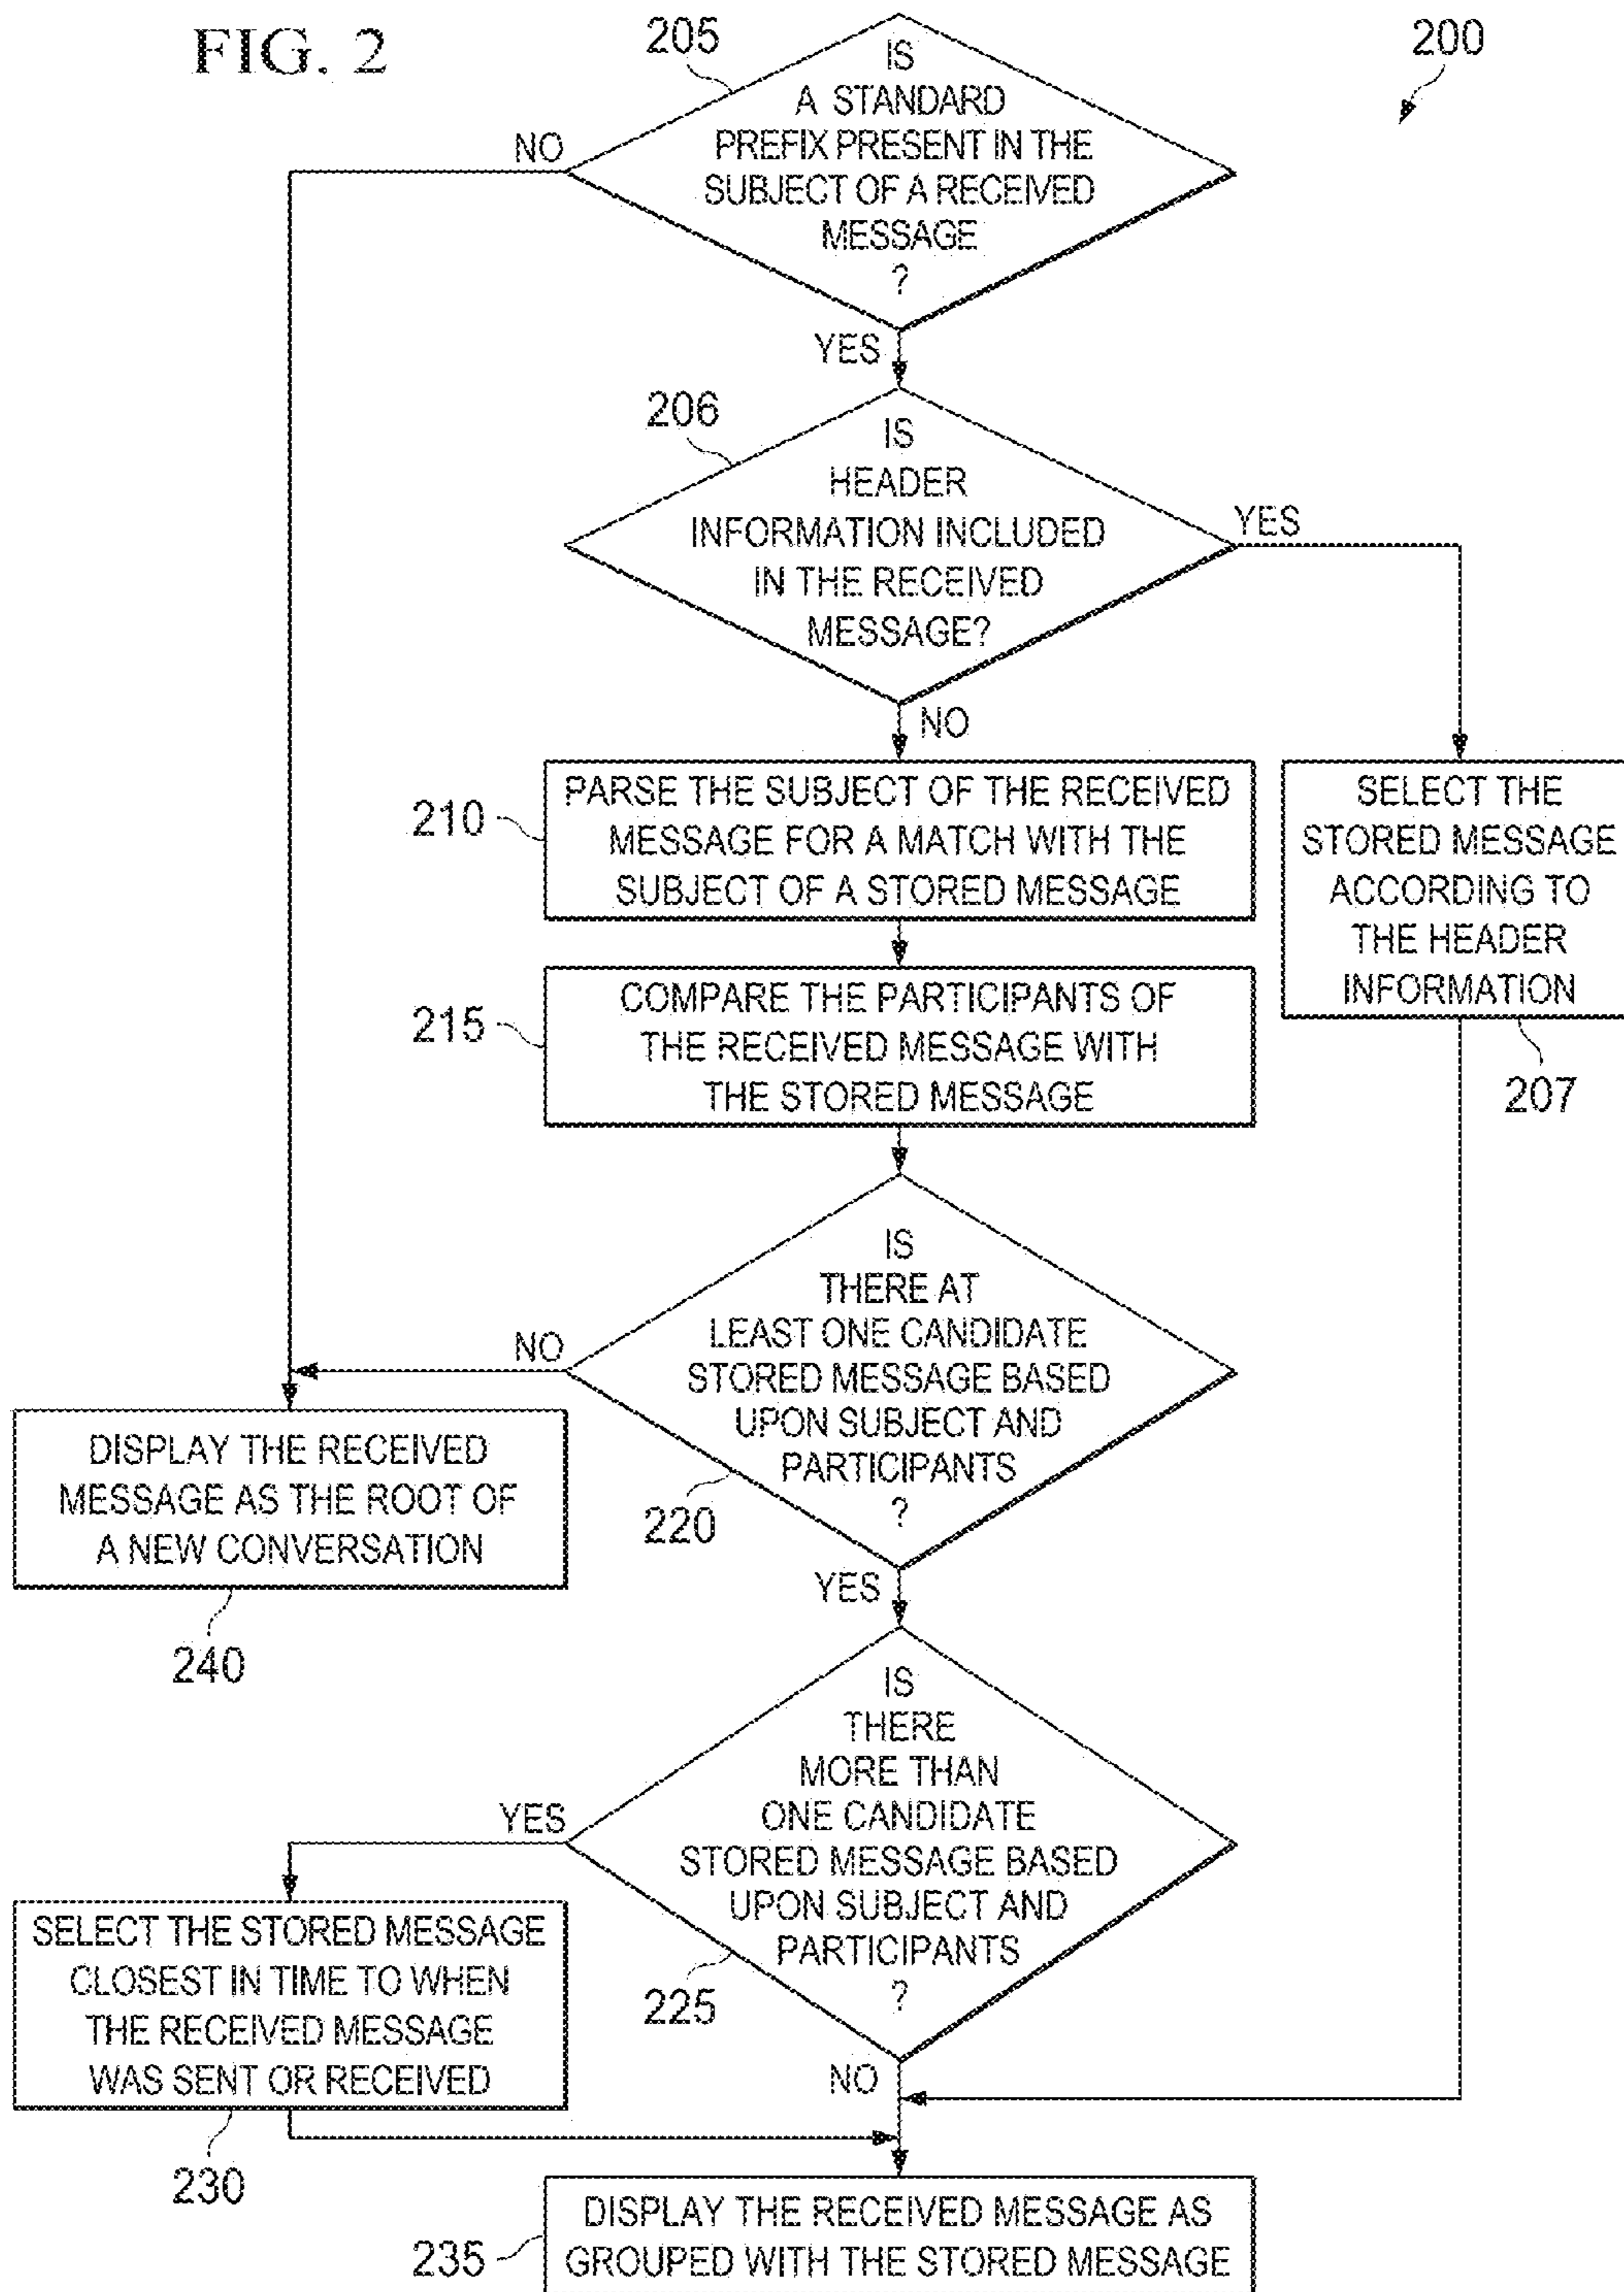 FIG. 2
205
200
IS
A STANDARD
PREFIX PRESENT IN THE
SUBJECT OF A RECEIVED
MESSAGE
?
NO
YES
206
IS
HEADER
INFORMATION INCLUDED
IN THE RECEIVED
MESSAGE?
YES
NO
210
PARSE THE SUBJECT OF THE RECEIVED
MESSAGE FOR A MATCH WITH THE
SUBJECT OF A STORED MESSAGE
SELECT THE
STORED MESSAGE
ACCORDING TO
THE HEADER
INFORMATION
207
215
COMPARE THE PARTICIPANTS OF
THE RECEIVED MESSAGE WITH
THE STORED MESSAGE
IS
THERE AT
LEAST ONE CANDIDATE
STORED MESSAGE BASED
UPON SUBJECT AND
PARTICIPANTS
?
NO
220
YES
DISPLAY THE RECEIVED
MESSAGE AS THE ROOT OF
A NEW CONVERSATION
240
IS
THERE
MORE THAN
ONE CANDIDATE
STORED MESSAGE BASED
UPON SUBJECT AND
PARTICIPANTS
?
YES
225
NO
SELECT THE STORED MESSAGE
CLOSEST IN TIME TO WHEN
THE RECEIVED MESSAGE
WAS SENT OR RECEIVED
230
235
DISPLAY THE RECEIVED MESSAGE AS
GROUPED WITH THE STORED MESSAGE